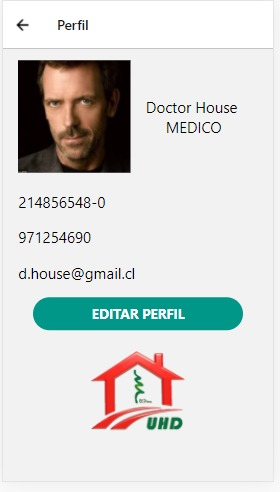 Perfil
Doctor House
MEDICO
214856548-0
971254690
d.house@gmail.cl
EDITAR PERFIL
UHD